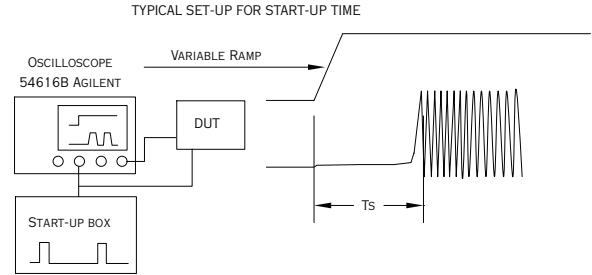 TYPICAL SET-UP FOR START-UP TIME
OSCILLOSCOPE
54616B AGILENT
VARIABLE RAMP
DUT
TS
START-UP BOX